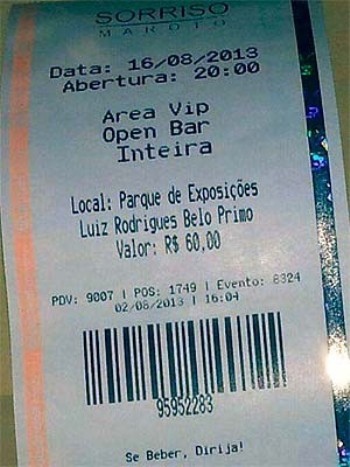 SORRISO
MAROTO
Data: 16/08/2013
Abertura: 20:00
Area Vip
Open Bar
Inteira
Local: Parque de Exposições
Luiz Rodrigues Belo Primo
Valor: R$ 60,00
PDV: 9007 | POS: 1749 | Evento: 8324
02/08/2013 | 16:04
95952283
Se Beber, Dirija!